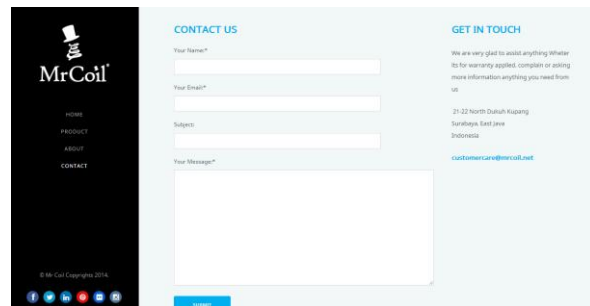 MrCoil
HOME
PRODUCT
ABOUT
CONTACT
© Mr Coil Copyrights 2014.
CONTACT US
Your Name:*
Your Email:*
Subject:
Your Message:*
SUBMIT
GET IN TOUCH
We are very glad to assist anything Wheter
its for warranty applied, complain or asking
more information anything you need from
us
21-22 North Dukuh Kupang
Surabaya, East Java
Indonesia
customercare@mrcoil.net